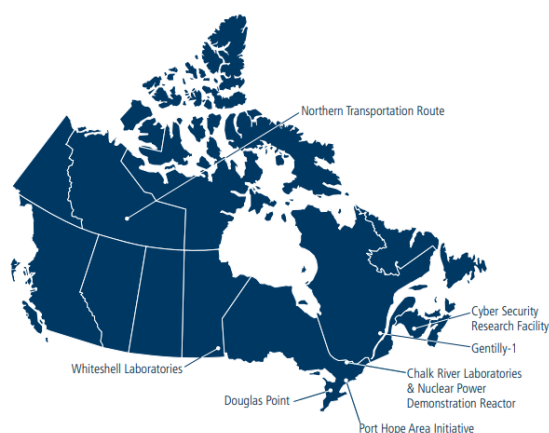 Northern Transportation Route
Cyber Security
Research Facility
Gentilly-1
Whiteshell Laboratories
Chalk River Laboratories
& Nuclear Power
Demonstration Reactor
Douglas Point
Port Hope Area Initiative